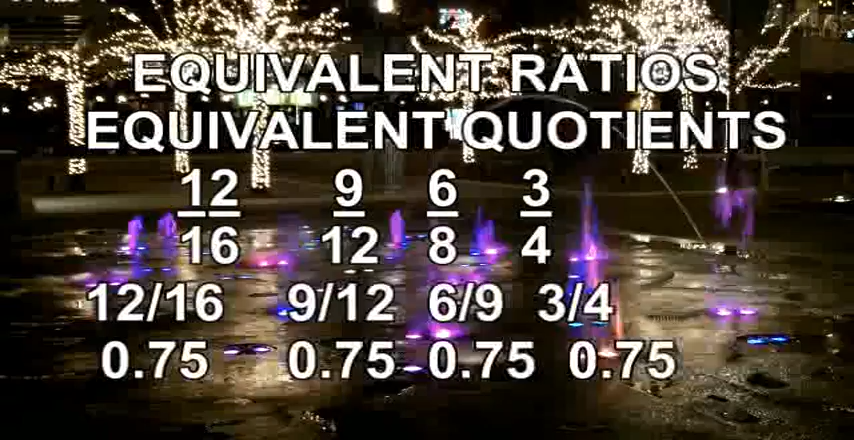 EQUIVALENT RATIOS
EQUIVALENT QUOTIENTS
12 9 6 3
16 12 8 4
12/16 9/12 6/9 3/4
0.75 0.75 0.75 0.75